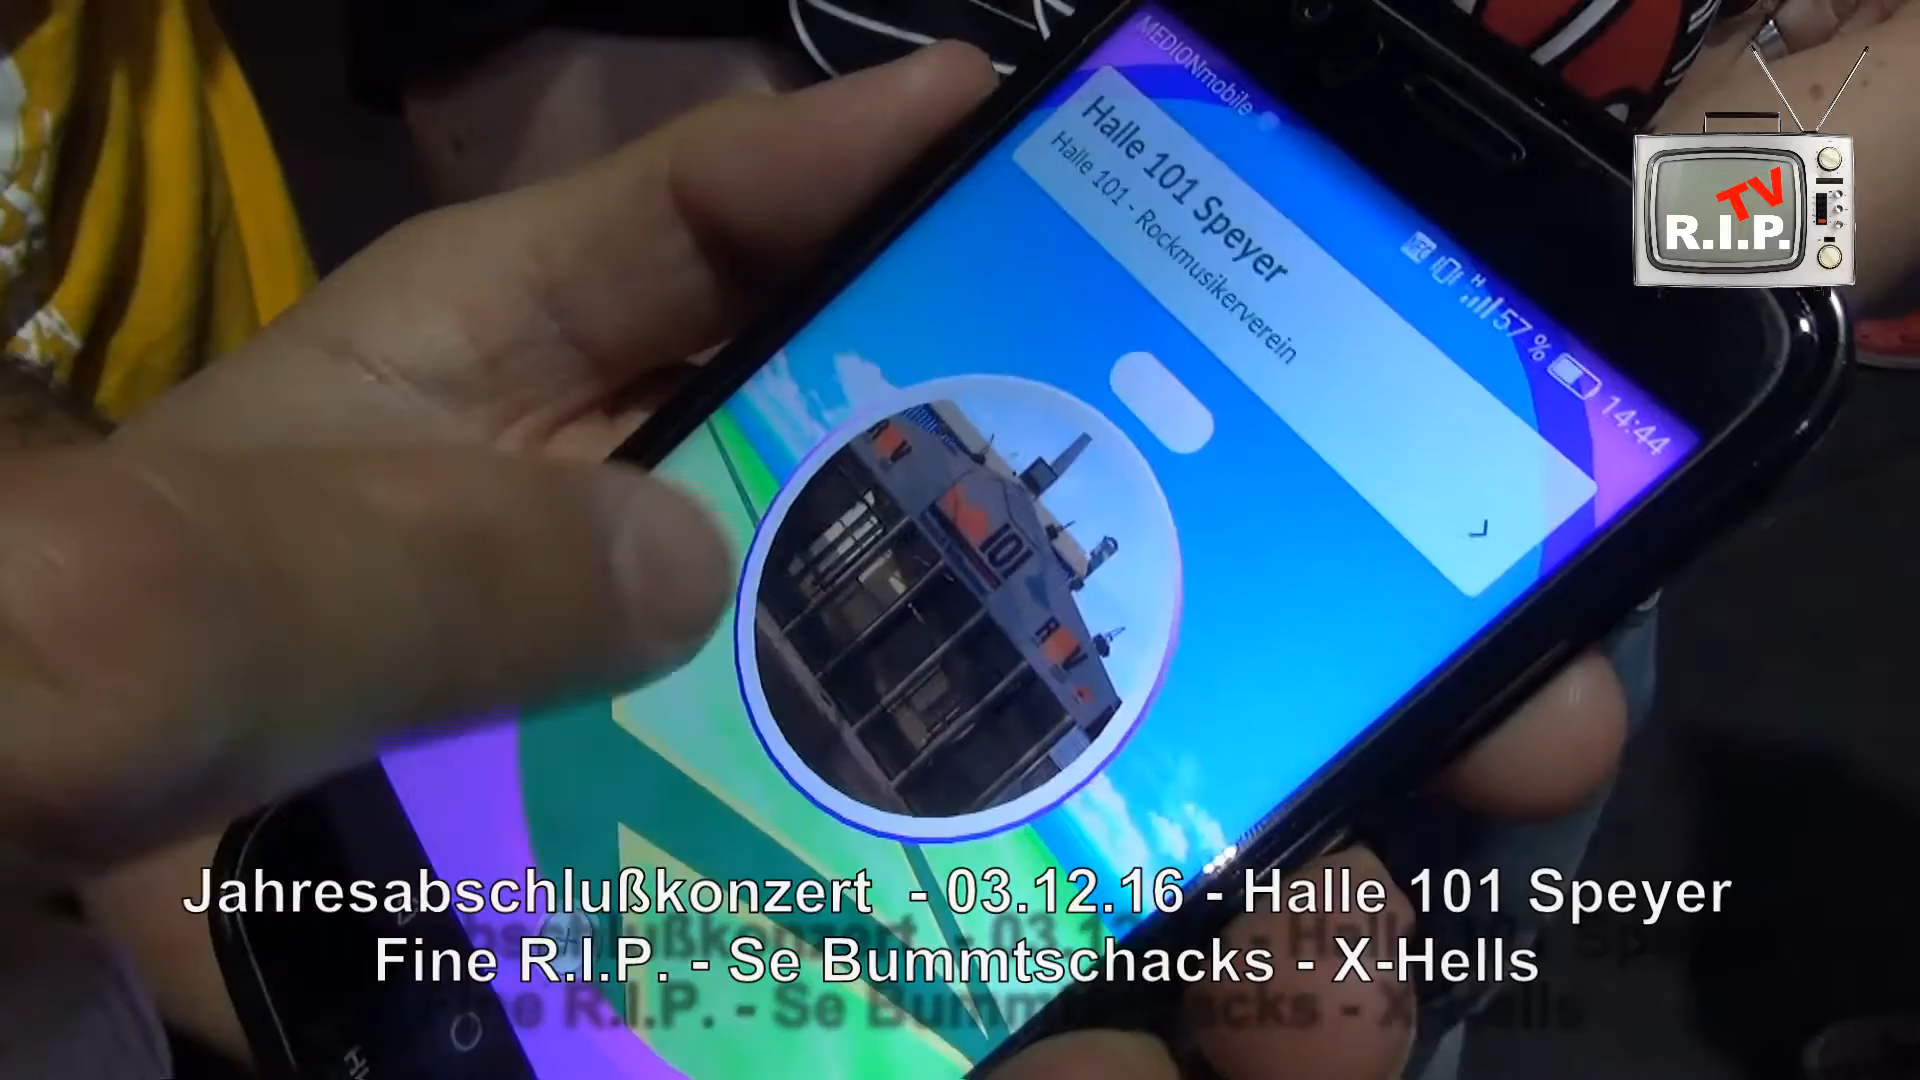 MEDIONmobile
57 %
14:44
Halle 101 Speyer
Halle 101 - Rockmusikerverein
R V
101
R V
TV
R.I.P.
Jahresabschlußkonzert - 03.12.16 - Halle 101 Speyer
Fine R.I.P. - Se Bummtschacks - X-Hells